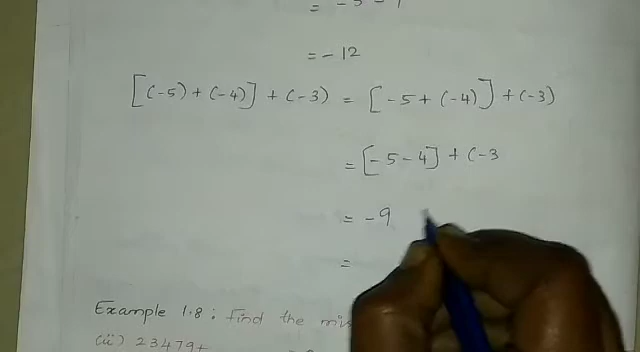 = -12
[(-5) + (-4)] + (-3) = [-5 + (-4)] + (-3)
= [-5 - 4] + (-3
= -9
=
Example 1.8 : Find the
(ii) 23479 +